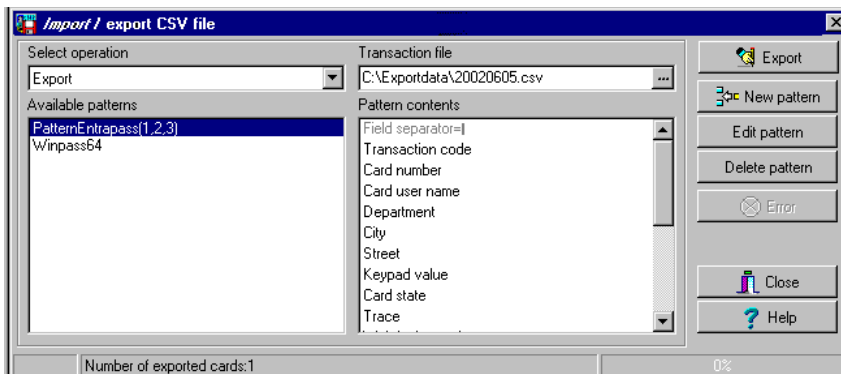 Import / export CSV file
Select operation
Export
Available patterns
PatternEntrapass(1,2,3)
Winpass64
Transaction file
C:\Exportdata\20020605.csv
...
Pattern contents
Field separator=|
Transaction code
Card number
Card user name
Department
City
Street
Keypad value
Card state
Trace
Export
New pattern
Edit pattern
Delete pattern
Error
Close
Help
Number of exported cards:1
0%